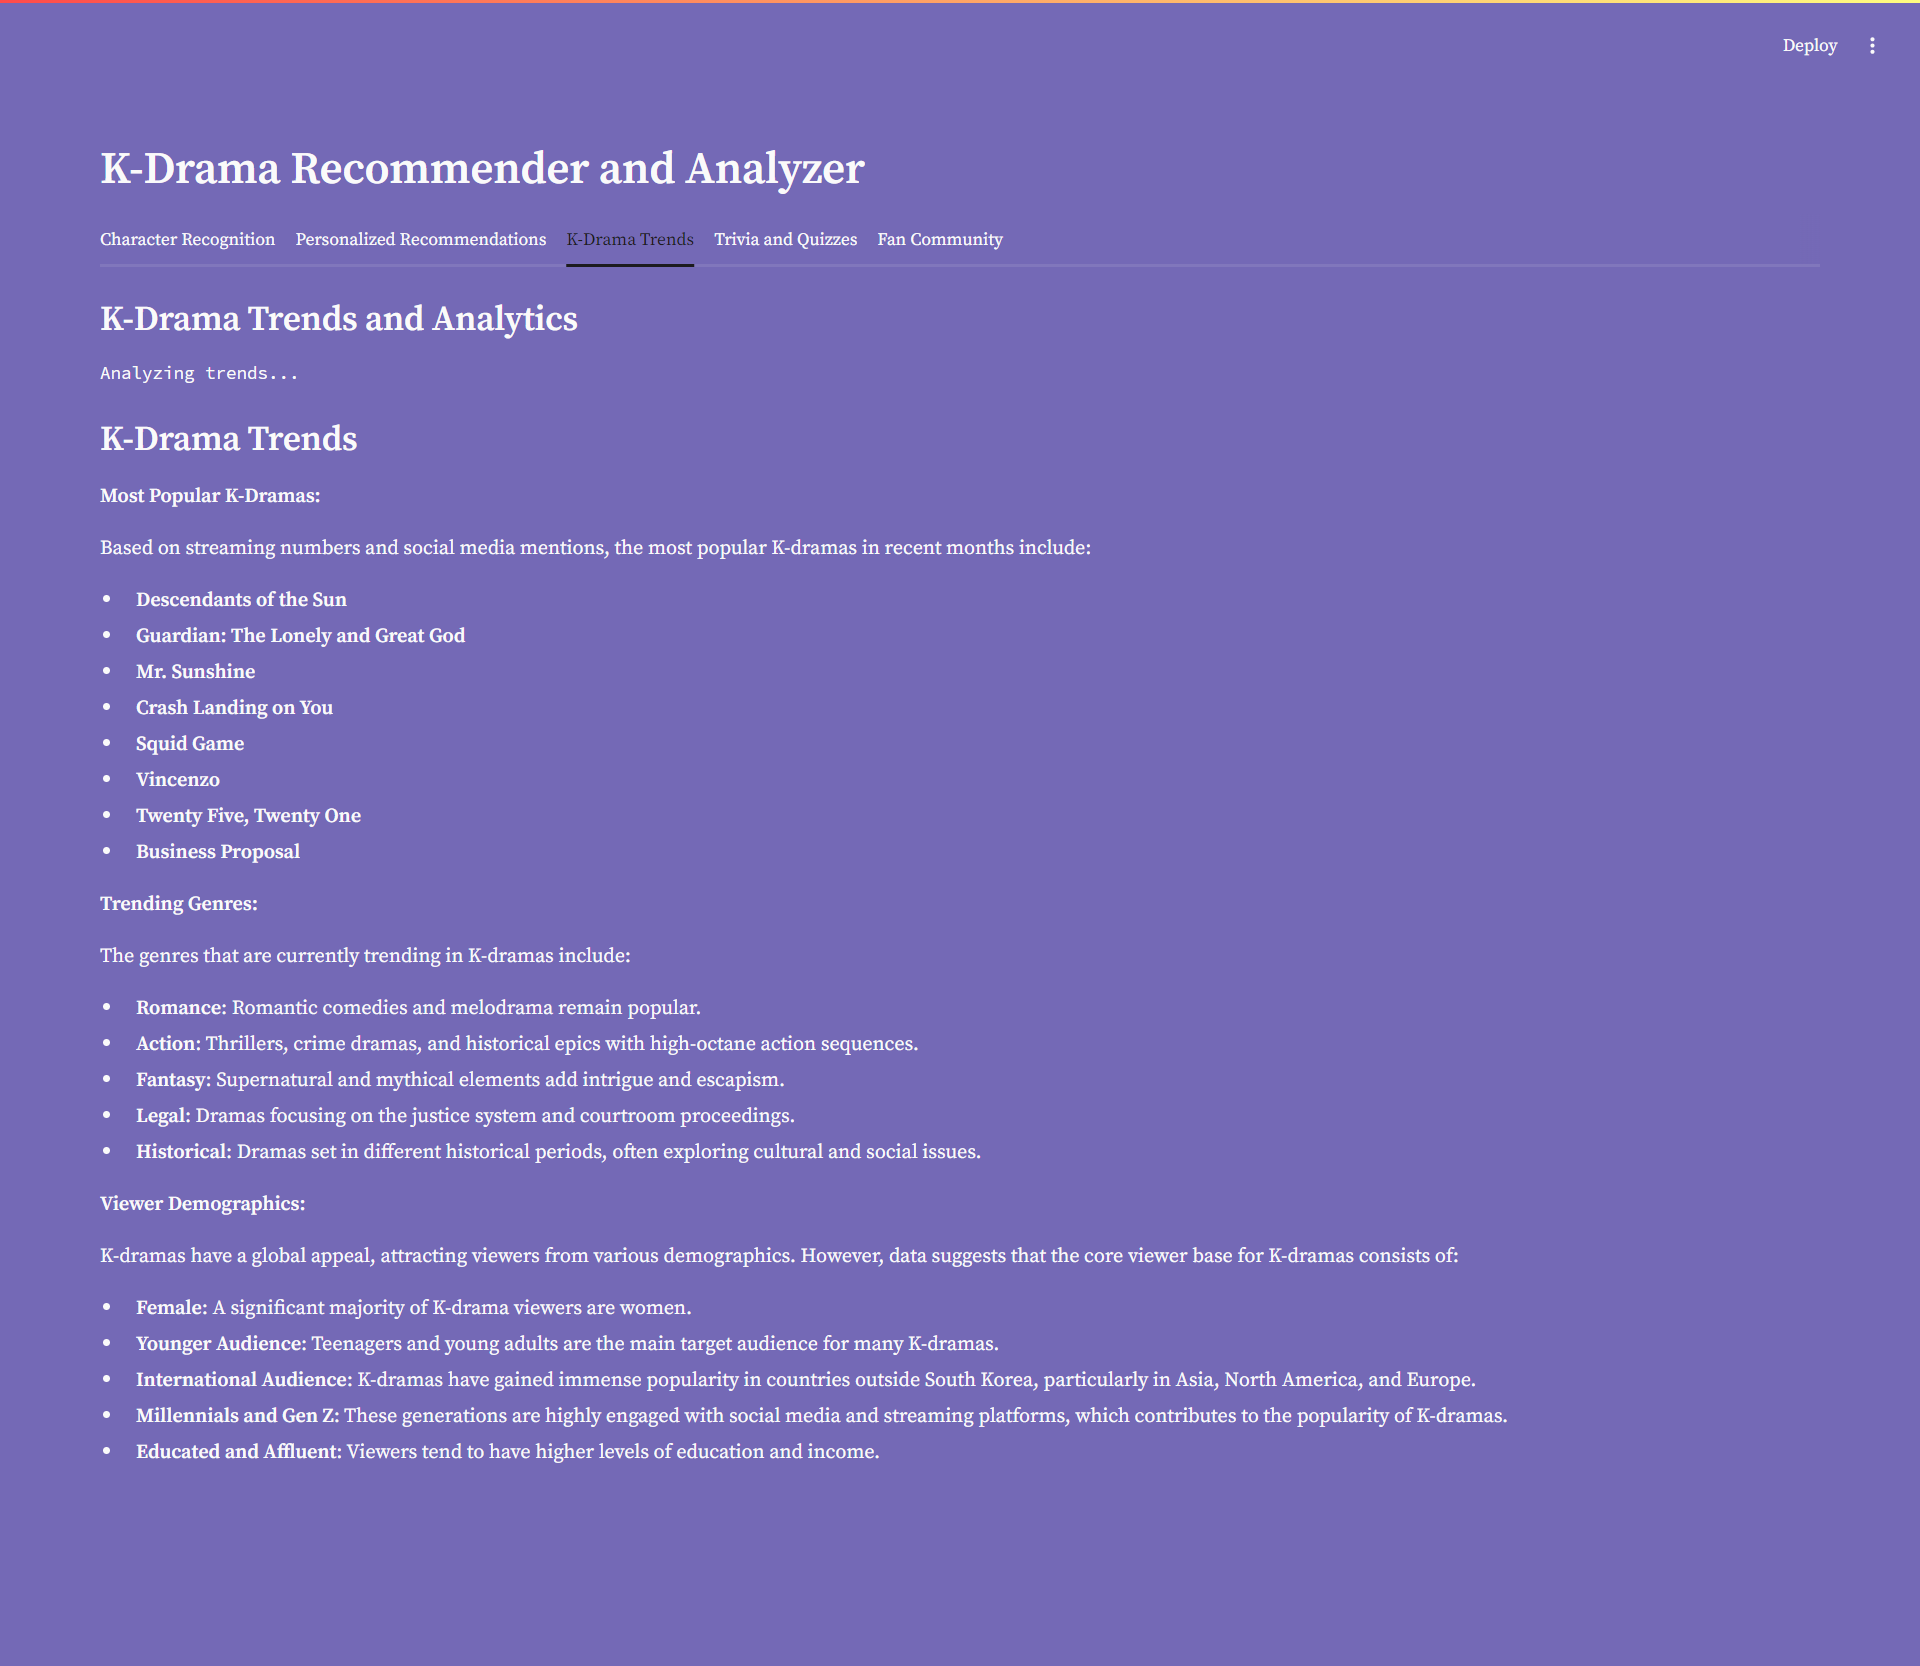 Deploy
K-Drama Recommender and Analyzer
Character Recognition Personalized Recommendations K-Drama Trends Trivia and Quizzes Fan Community
K-Drama Trends and Analytics
Analyzing trends...
K-Drama Trends
Most Popular K-Dramas:
Based on streaming numbers and social media mentions, the most popular K-dramas in recent months include:
• Descendants of the Sun
• Guardian: The Lonely and Great God
• Mr. Sunshine
• Crash Landing on You
• Squid Game
• Vincenzo
• Twenty Five, Twenty One
• Business Proposal
Trending Genres:
The genres that are currently trending in K-dramas include:
• Romance: Romantic comedies and melodrama remain popular.
• Action: Thrillers, crime dramas, and historical epics with high-octane action sequences.
• Fantasy: Supernatural and mythical elements add intrigue and escapism.
• Legal: Dramas focusing on the justice system and courtroom proceedings.
• Historical: Dramas set in different historical periods, often exploring cultural and social issues.
Viewer Demographics:
K-dramas have a global appeal, attracting viewers from various demographics. However, data suggests that the core viewer base for K-dramas consists of:
• Female: A significant majority of K-drama viewers are women.
• Younger Audience: Teenagers and young adults are the main target audience for many K-dramas.
• International Audience: K-dramas have gained immense popularity in countries outside South Korea, particularly in Asia, North America, and Europe.
• Millennials and Gen Z: These generations are highly engaged with social media and streaming platforms, which contributes to the popularity of K-dramas.
• Educated and Affluent: Viewers tend to have higher levels of education and income.